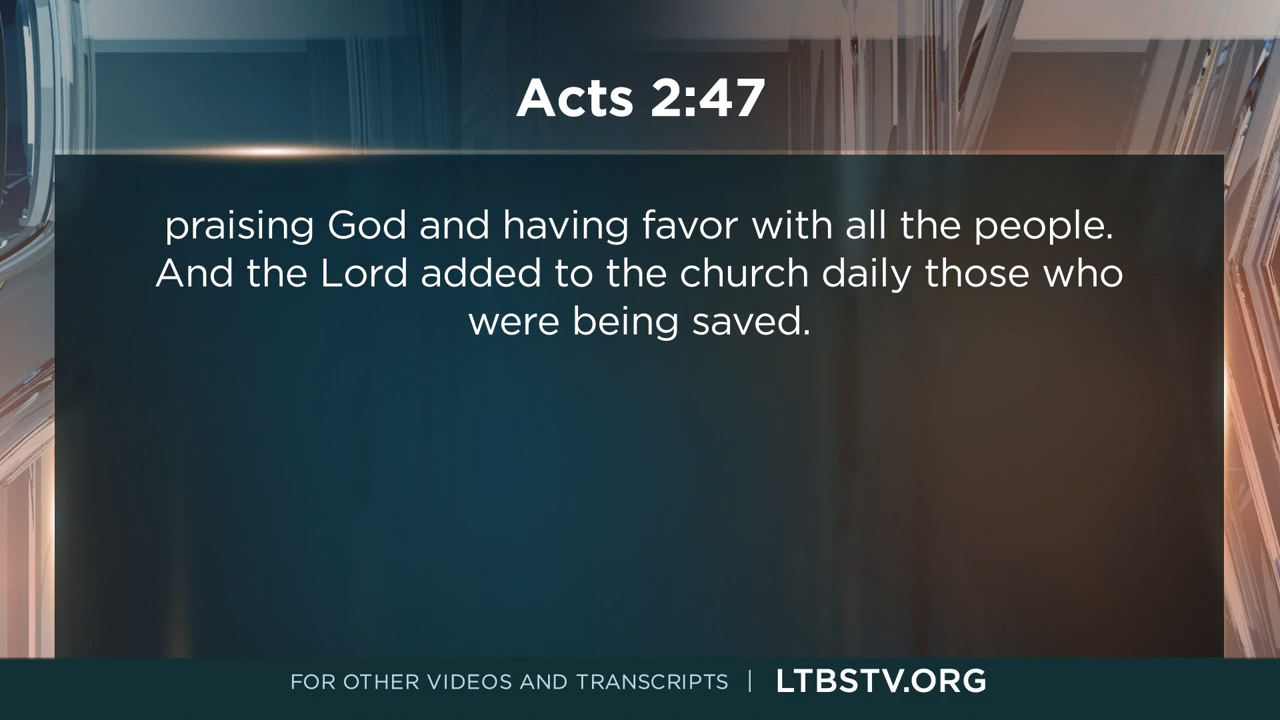 Acts 2:47
praising God and having favor with all the people.
And the Lord added to the church daily those who
were being saved.
FOR OTHER VIDEOS AND TRANSCRIPTS | LTBSTV.ORG